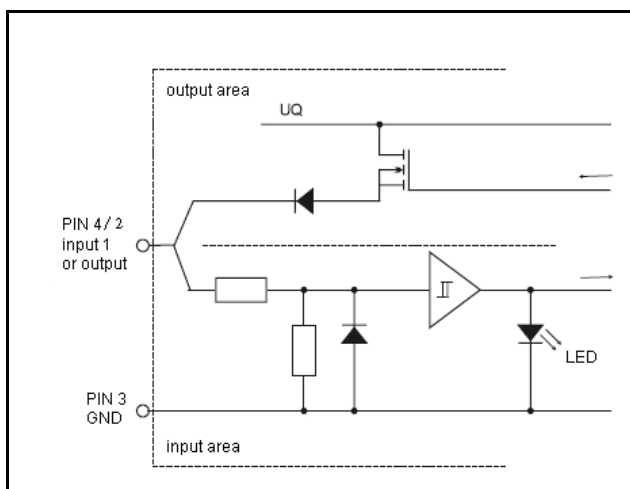 output area
UQ
PIN 4/2
input 1
or output
LED
PIN 3
GND
input area